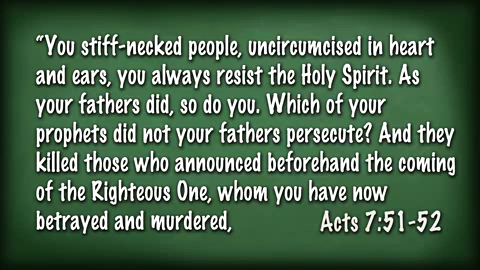 “You stiff-necked people, uncircumcised in heart
and ears, you always resist the Holy Spirit. As
your fathers did, so do you. Which of your
prophets did not your fathers persecute? And they
killed those who announced beforehand the coming
of the Righteous One, whom you have now
betrayed and murdered, Acts 7:51-52